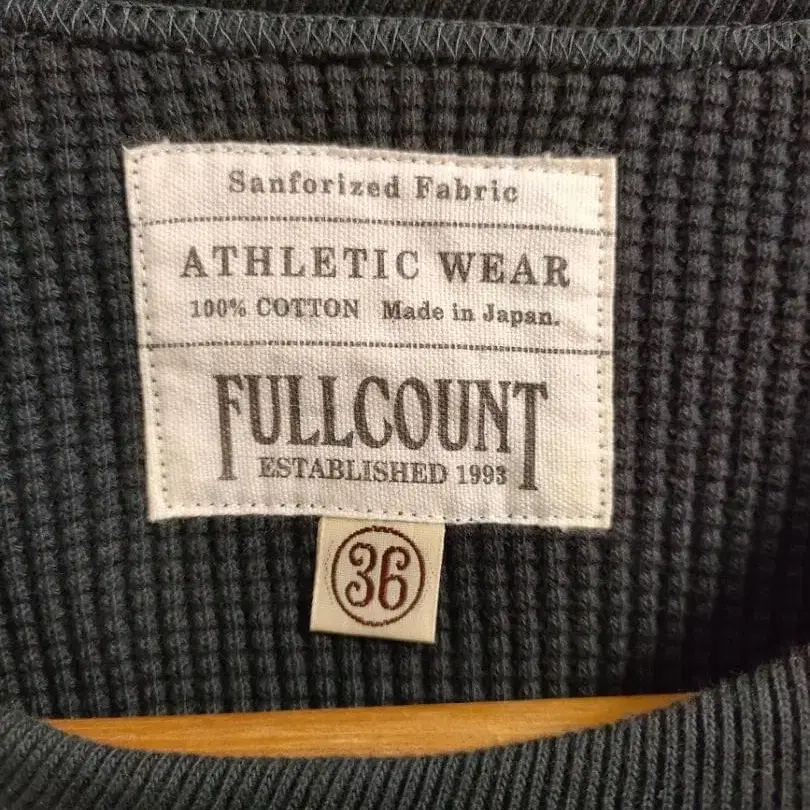 Sanforized Fabric
ATHLETIC WEAR
100% COTTON Made in Japan.
FULLCOUNT
ESTABLISHED 1993
36